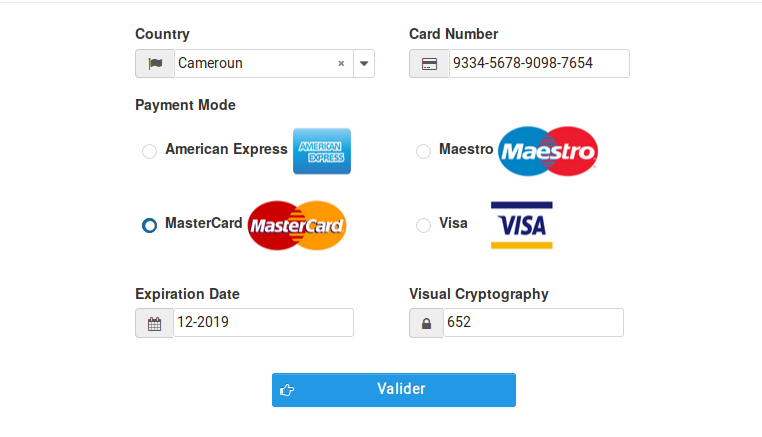 Country
Card Number
Cameroun × 9334-5678-9098-7654
Payment Mode
American Express AMERICAN EXPRESS
Maestro Maestro
MasterCard MasterCard
Visa VISA
Expiration Date
Visual Cryptography
12-2019
652
Valider